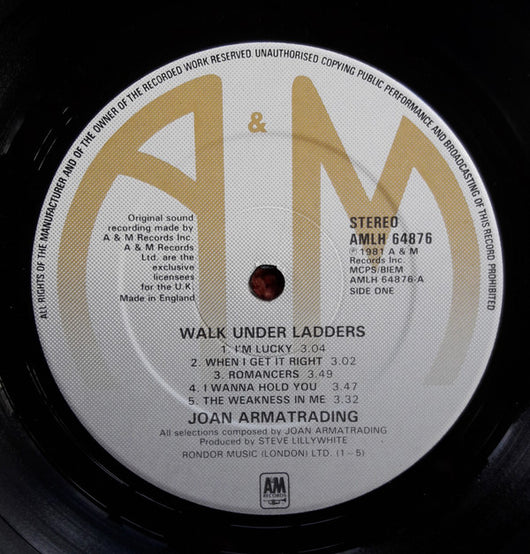 ALL RIGHTS OF THE MANUFACTURER AND OF THE OWNER OF THE RECORDED WORK RESERVED UNAUTHORISED COPYING PUBLIC PERFORMANCE AND BROADCASTING OF THIS RECORD PROHIBITED
A & M
Original sound
recording made by
A & M Records Inc.
A & M Records
Ltd. are the
exclusive
licensees
for the U.K.
Made in England
STEREO
AMLH 64876
℗ 1981 A & M
Records Inc.
MCPS/BIEM
AMLH 64876-A
SIDE ONE
WALK UNDER LADDERS
1. I'M LUCKY 3.04
2. WHEN I GET IT RIGHT 3.02
3. ROMANCERS 3.49
4. I WANNA HOLD YOU 3.47
5. THE WEAKNESS IN ME 3.32
JOAN ARMATRADING
All selections composed by JOAN ARMATRADING
Produced by STEVE LILLYWHITE
RONDOR MUSIC (LONDON) LTD. (1–5)
A&M
RECORDS